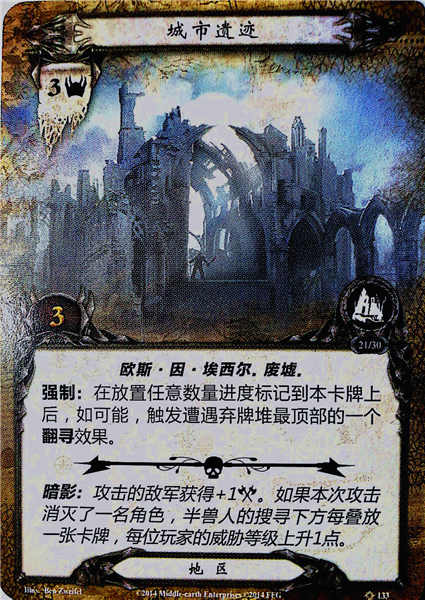 城市遗迹
3
3
21/30
欧斯·因·埃西尔。废墟。
强制：在放置任意数量进度标记到本卡牌上
后，如可能，触发遭遇弃牌堆最顶部的一个
翻寻效果。
暗影：攻击的敌军获得+1。如果本次攻击
消灭了一名角色，半兽人的搜寻下方每叠放
一张卡牌，每位玩家的威胁等级上升1点。
地区
Illus. Ben Zweifel
©2014 Middle-earth Enterprises ©2014 FFG
133